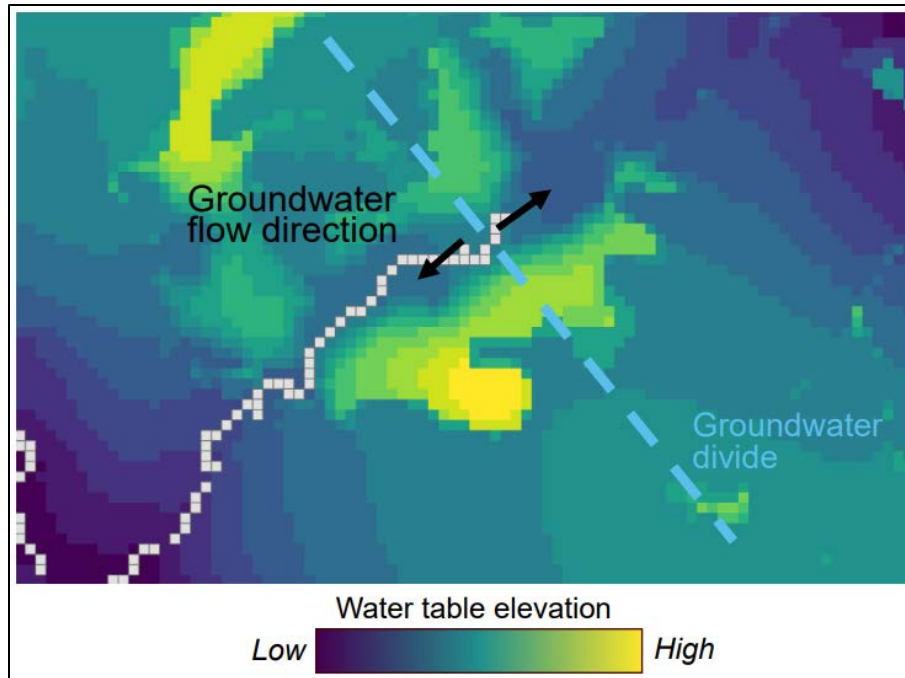 Groundwater
flow direction
Groundwater
divide
Water table elevation
Low
High